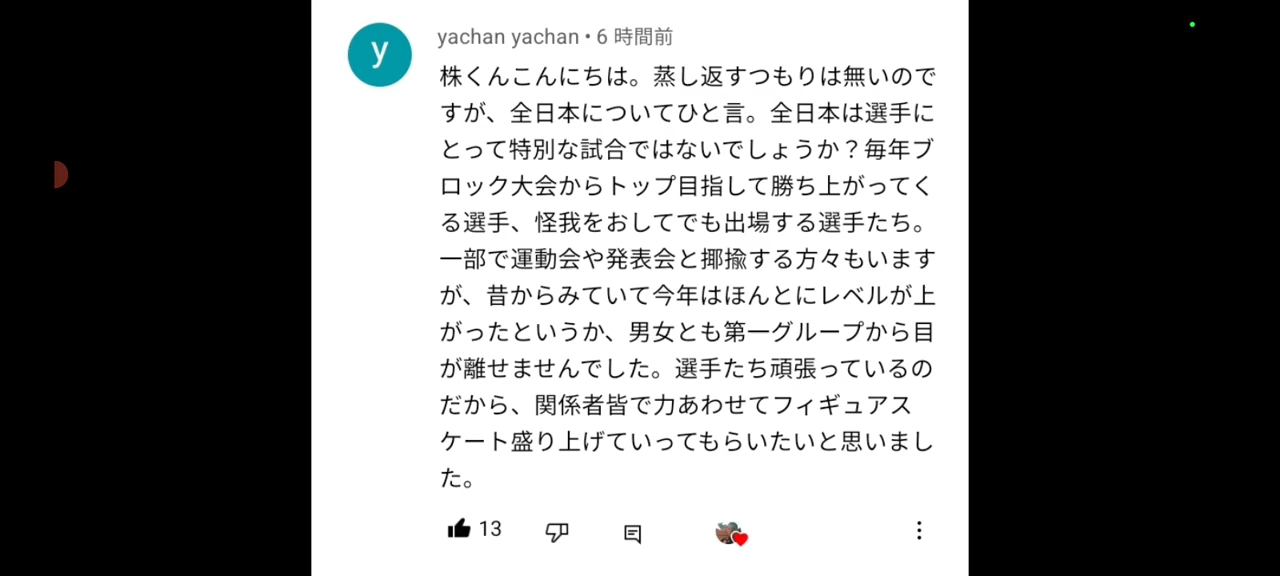 y
yachan yachan • 6 時間前
株くんこんにちは。蒸し返すつもりは無いので
すが、全日本についてひと言。全日本は選手に
とって特別な試合ではないでしょうか？毎年ブ
ロック大会からトップ目指して勝ち上がってく
る選手、怪我をおしてでも出場する選手たち。
一部で運動会や発表会と揶揄する方々もいます
が、昔からみていて今年はほんとにレベルが上
がったというか、男女とも第一グループから目
が離せませんでした。選手たち頑張っているの
だから、関係者皆で力あわせてフィギュアス
ケート盛り上げていってもらいたいと思いまし
た。
13